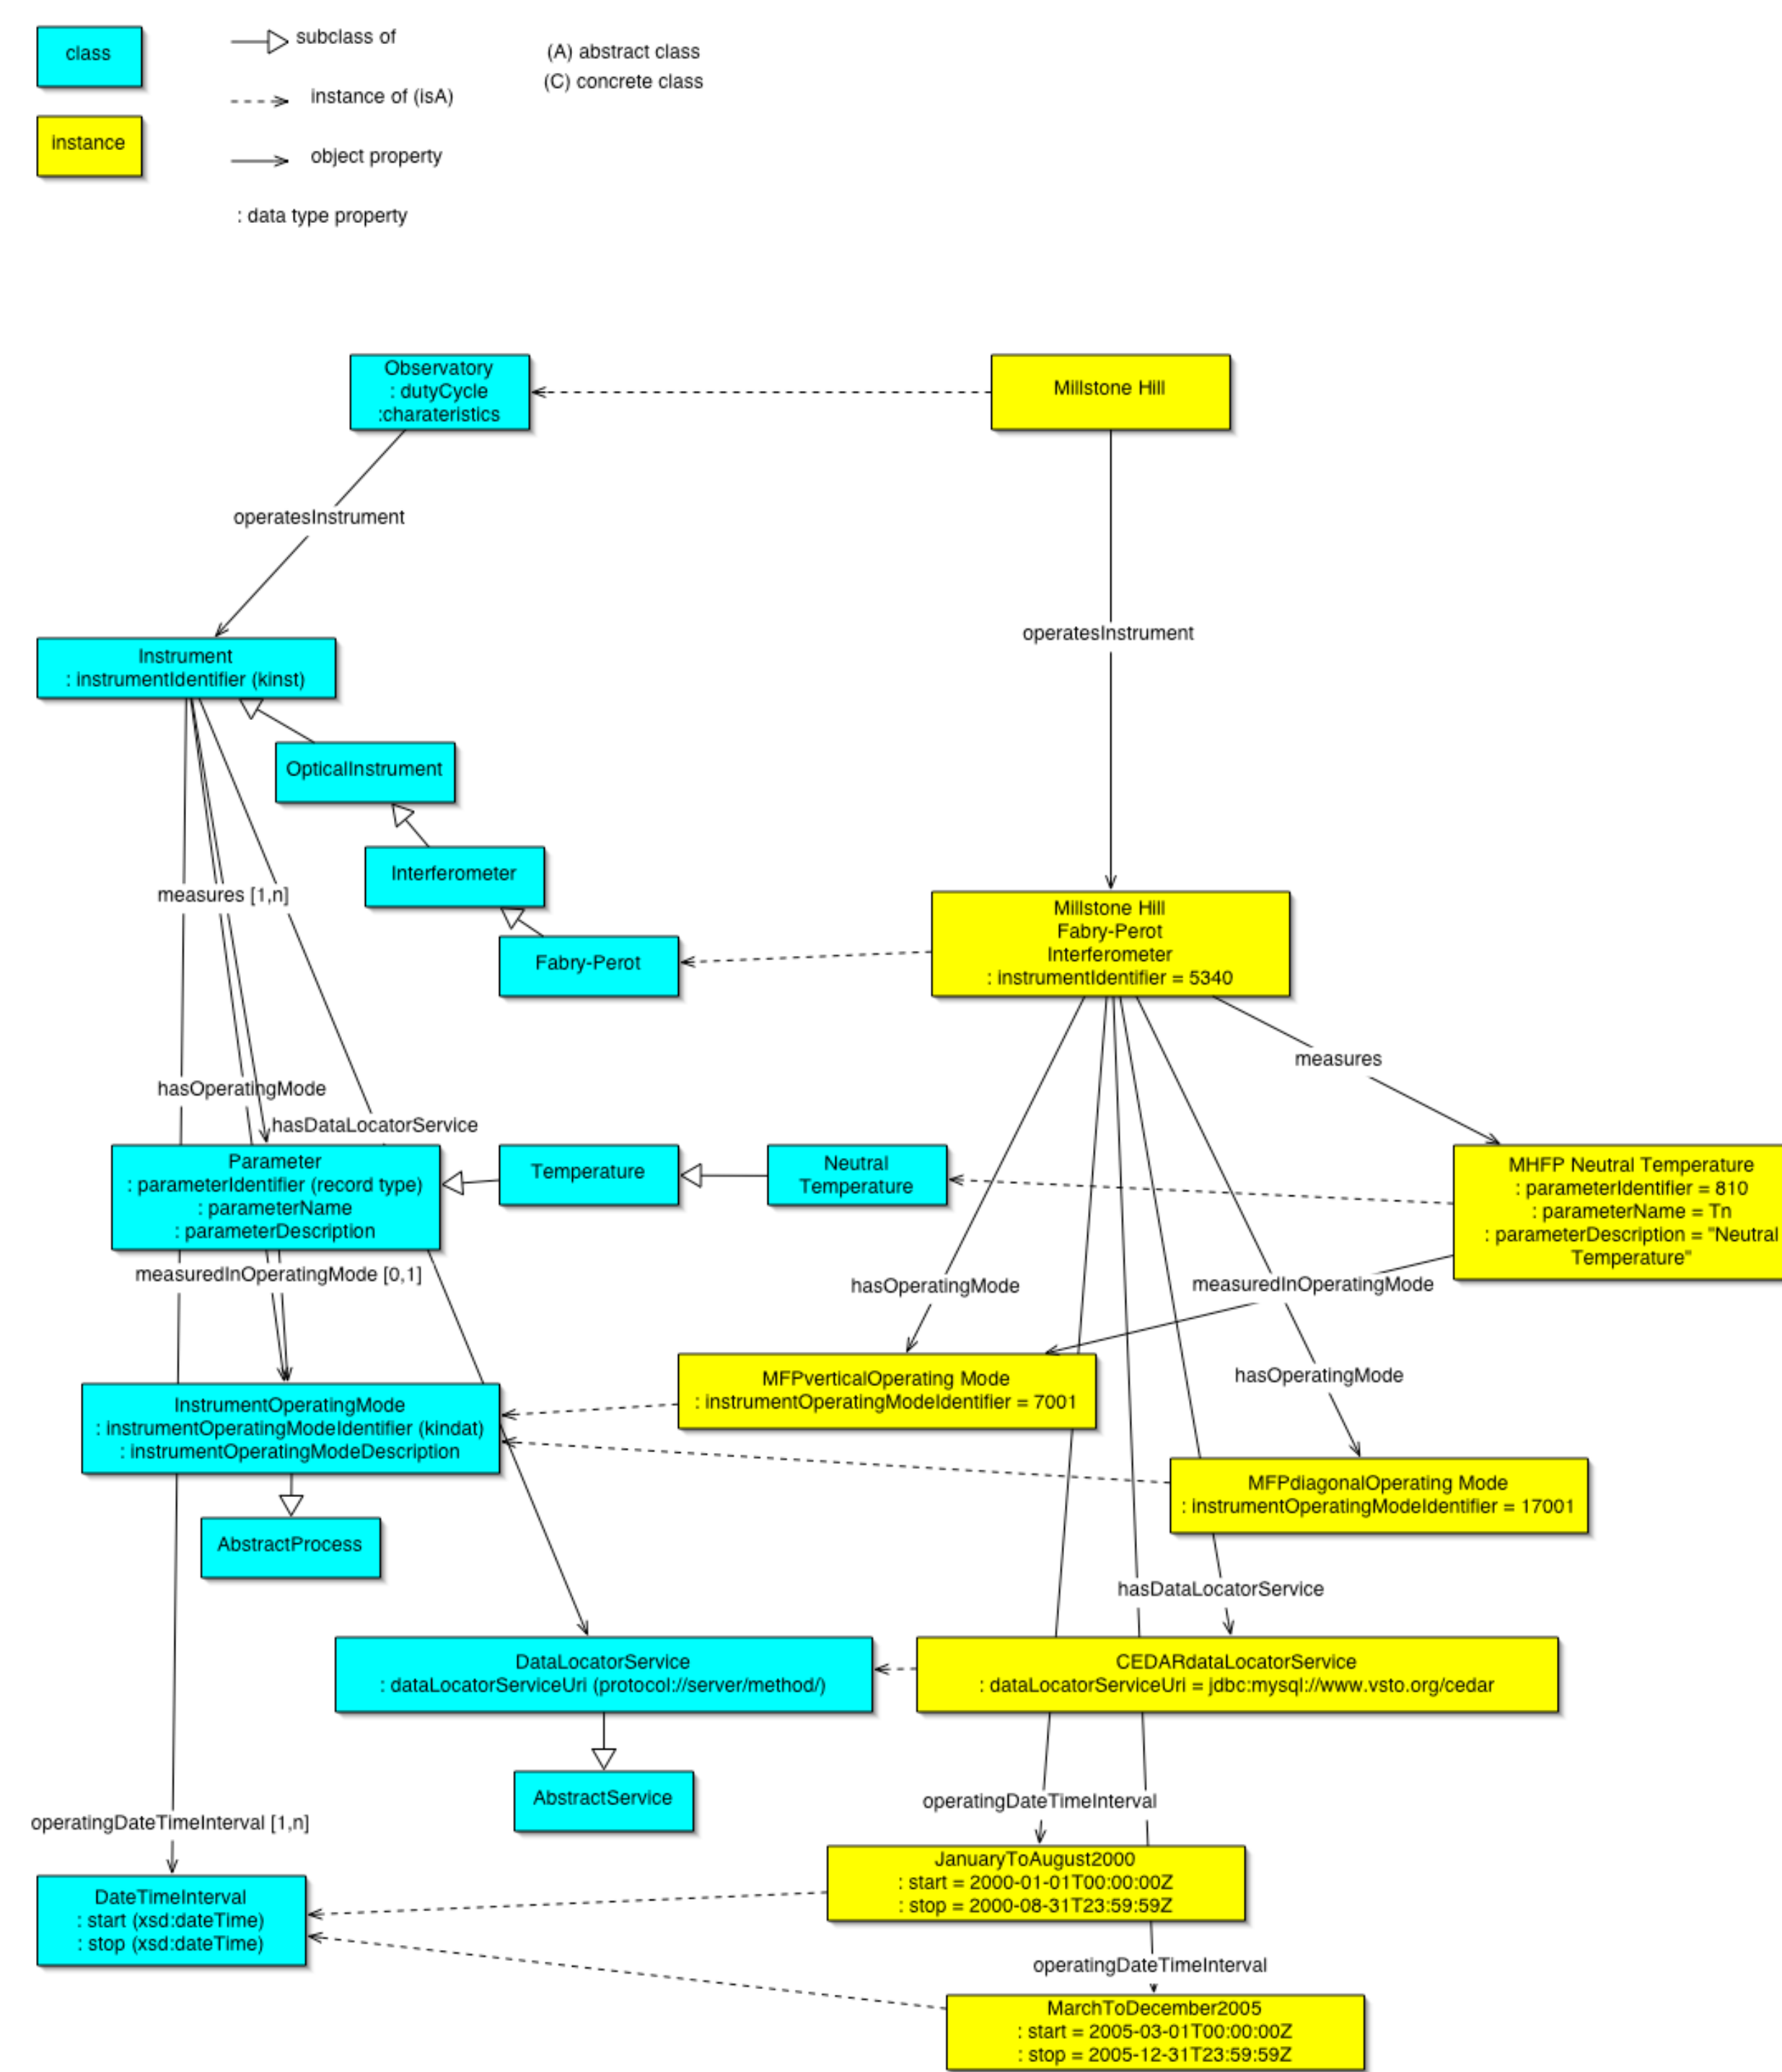 class
subclass of
(A) abstract class
(C) concrete class
instance of (isA)
instance
object property
: data type property
Observatory
: dutyCycle
:charateristics
Millstone Hill
operatesInstrument
operatesInstrument
Instrument
: instrumentIdentifier (kinst)
OpticalInstrument
Interferometer
measures [1,n]
Fabry-Perot
Millstone Hill
Fabry-Perot
Interferometer
: instrumentIdentifier = 5340
measures
hasOperatingMode
hasDataLocatorService
Parameter
: parameterIdentifier (record type)
: parameterName
: parameterDescription
Temperature
Neutral
Temperature
MHFP Neutral Temperature
: parameterIdentifier = 810
: parameterName = Tn
: parameterDescription = "Neutral
Temperature"
measuredInOperatingMode [0,1]
hasOperatingMode
measuredInOperatingMode
hasOperatingMode
InstrumentOperatingMode
: instrumentOperatingModeIdentifier (kindat)
: instrumentOperatingModeDescription
MFPverticalOperating Mode
: instrumentOperatingModeIdentifier = 7001
MFPdiagonalOperating Mode
: instrumentOperatingModeIdentifier = 17001
AbstractProcess
hasDataLocatorService
DataLocatorService
: dataLocatorServiceUri (protocol://server/method/)
CEDARdataLocatorService
: dataLocatorServiceUri = jdbc:mysql://www.vsto.org/cedar
AbstractService
operatingDateTimeInterval
operatingDateTimeInterval [1,n]
JanuaryToAugust2000
: start = 2000-01-01T00:00:00Z
: stop = 2000-08-31T23:59:59Z
DateTimeInterval
: start (xsd:dateTime)
: stop (xsd:dateTime)
operatingDateTimeInterval
MarchToDecember2005
: start = 2005-03-01T00:00:00Z
: stop = 2005-12-31T23:59:59Z